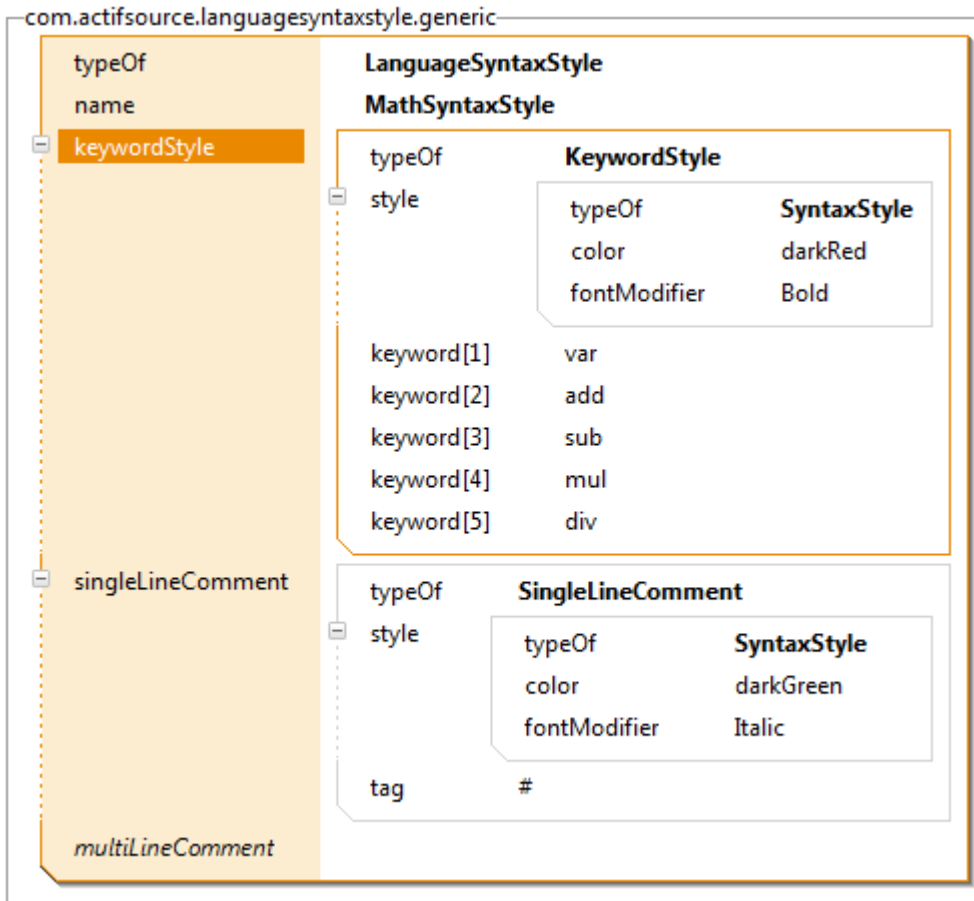 com.actifsource.languagesyntaxstyle.generic
typeOf LanguageSyntaxStyle
name MathSyntaxStyle
keywordStyle
typeOf KeywordStyle
style
typeOf SyntaxStyle
color darkRed
fontModifier Bold
keyword[1] var
keyword[2] add
keyword[3] sub
keyword[4] mul
keyword[5] div
singleLineComment
typeOf SingleLineComment
style
typeOf SyntaxStyle
color darkGreen
fontModifier Italic
tag #
multiLineComment